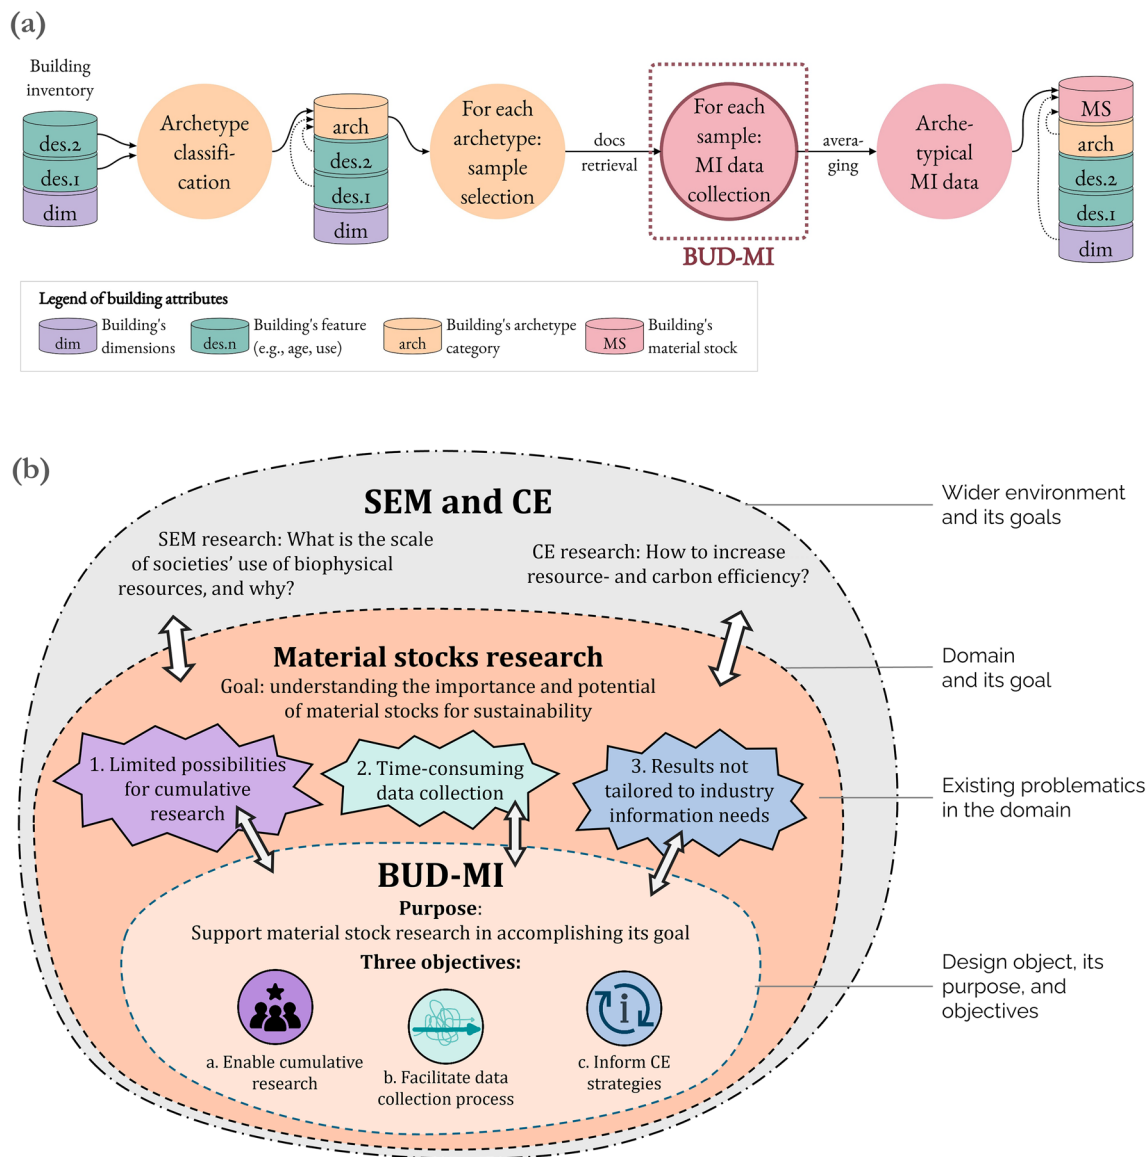 (a)
Building
inventory
des.2
des.1
dim
Archetype
classifi-
cation
arch
des.2
des.1
dim
For each
archetype:
sample
selection
docs
retrieval
For each
sample:
MI data
collection
BUD-MI
avera-
ging
Arche-
typical
MI data
MS
arch
des.2
des.1
dim
Legend of building attributes
dim
Building's
dimensions
des.n
Building's feature
(e.g., age, use)
arch
Building's archetype
category
MS
Building's
material stock
(b)
SEM and CE
SEM research: What is the scale
of societies’ use of biophysical
resources, and why?
CE research: How to increase
resource- and carbon efficiency?
Wider environment
and its goals
Material stocks research
Goal: understanding the importance and potential
of material stocks for sustainability
Domain
and its goal
1. Limited possibilities
for cumulative
research
2. Time-consuming
data collection
3. Results not
tailored to industry
information needs
Existing problematics
in the domain
BUD-MI
Purpose:
Support material stock research in accomplishing its goal
Three objectives:
i
a. Enable cumulative
research
b. Facilitate data
collection process
c. Inform CE
strategies
Design object, its
purpose, and
objectives